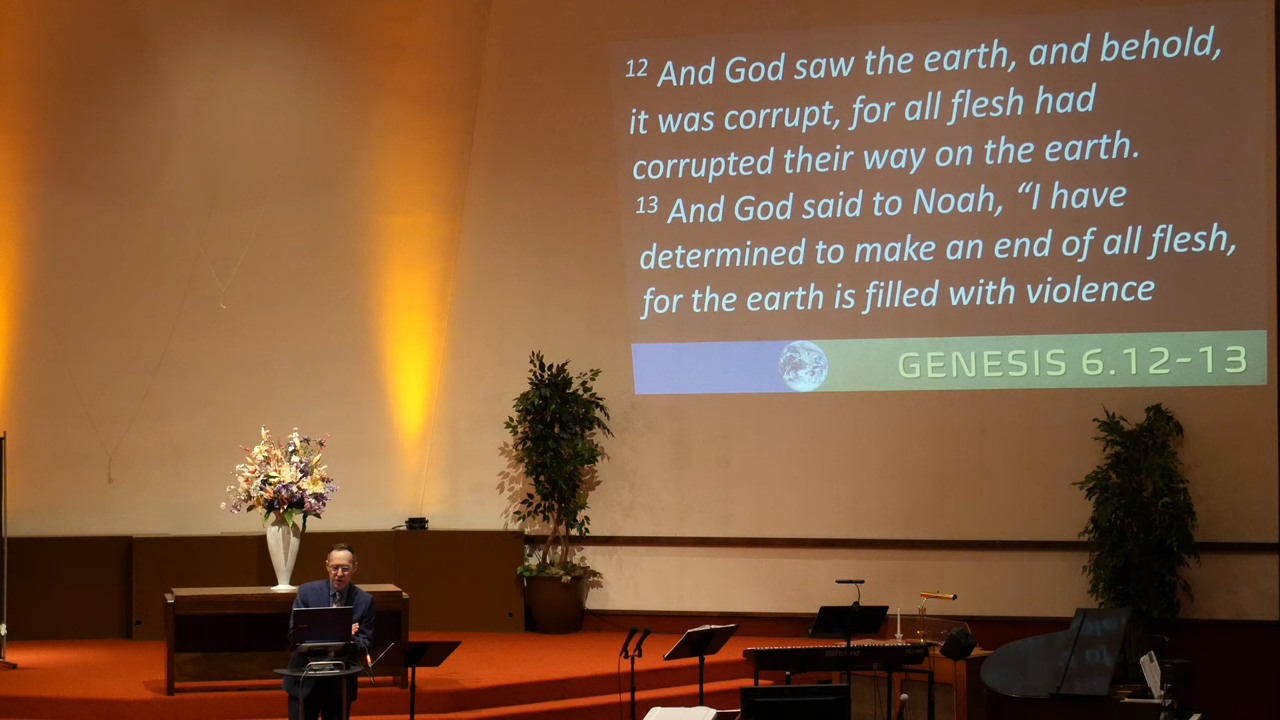 12 And God saw the earth, and behold,
it was corrupt, for all flesh had
corrupted their way on the earth.
13 And God said to Noah, “I have
determined to make an end of all flesh,
for the earth is filled with violence
GENESIS 6.12-13